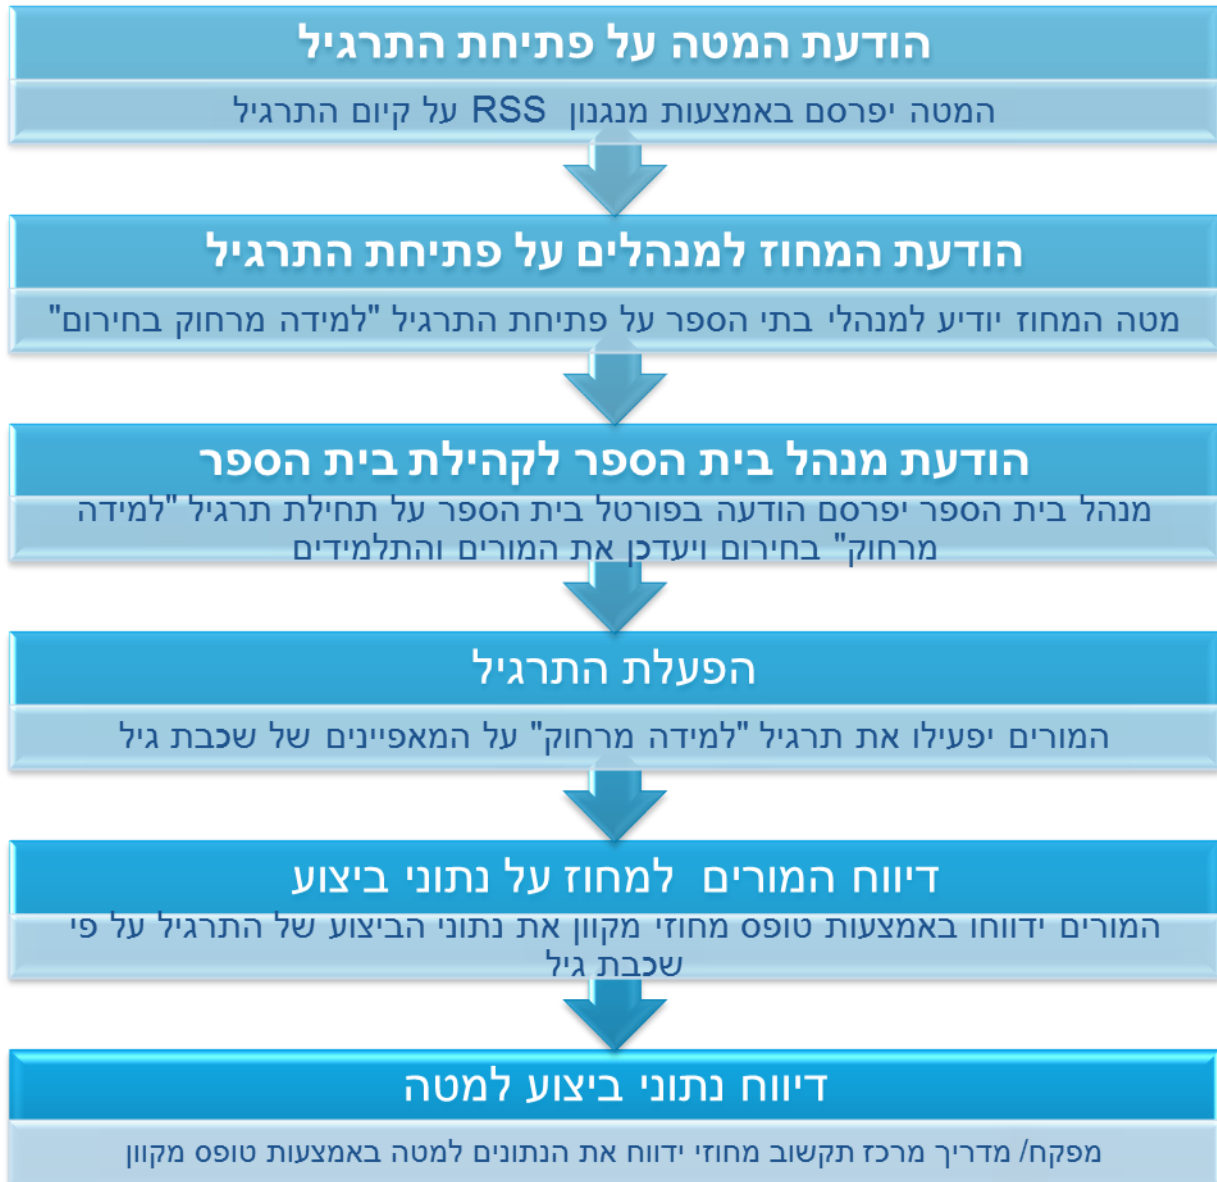 הודעת המטה על פתיחת התרגיל
המטה יפרסם באמצעות מנגנון RSS על קיום התרגיל
הודעת המחוז למנהלים על פתיחת התרגיל
מטה המחוז יודיע למנהלי בתי הספר על פתיחת התרגיל "למידה מרחוק בחירום"
הודעת מנהל בית הספר לקהילת בית הספר
מנהל בית הספר יפרסם הודעה בפורטל בית הספר על תחילת תרגיל "למידה
מרחוק" בחירום ויעדכן את המורים והתלמידים
הפעלת התרגיל
המורים יפעילו את תרגיל "למידה מרחוק" על המאפיינים של שכבת גיל
דיווח המורים למחוז על נתוני ביצוע
המורים ידווחו באמצעות טופס מחוזי מקוון את נתוני הביצוע של התרגיל על פי
שכבת גיל
דיווח נתוני ביצוע למטה
מפקח/ מדריך מרכז תקשוב מחוזי ידווח את הנתונים למטה באמצעות טופס מקוון